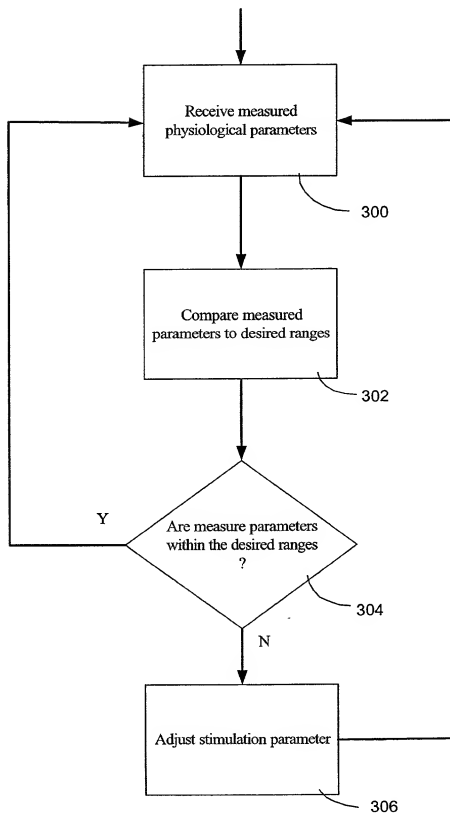 Receive measured
physiological parameters
300
Compare measured
parameters to desired ranges
302
Y
Are measure parameters
within the desired ranges
?
304
N
Adjust stimulation parameter
306